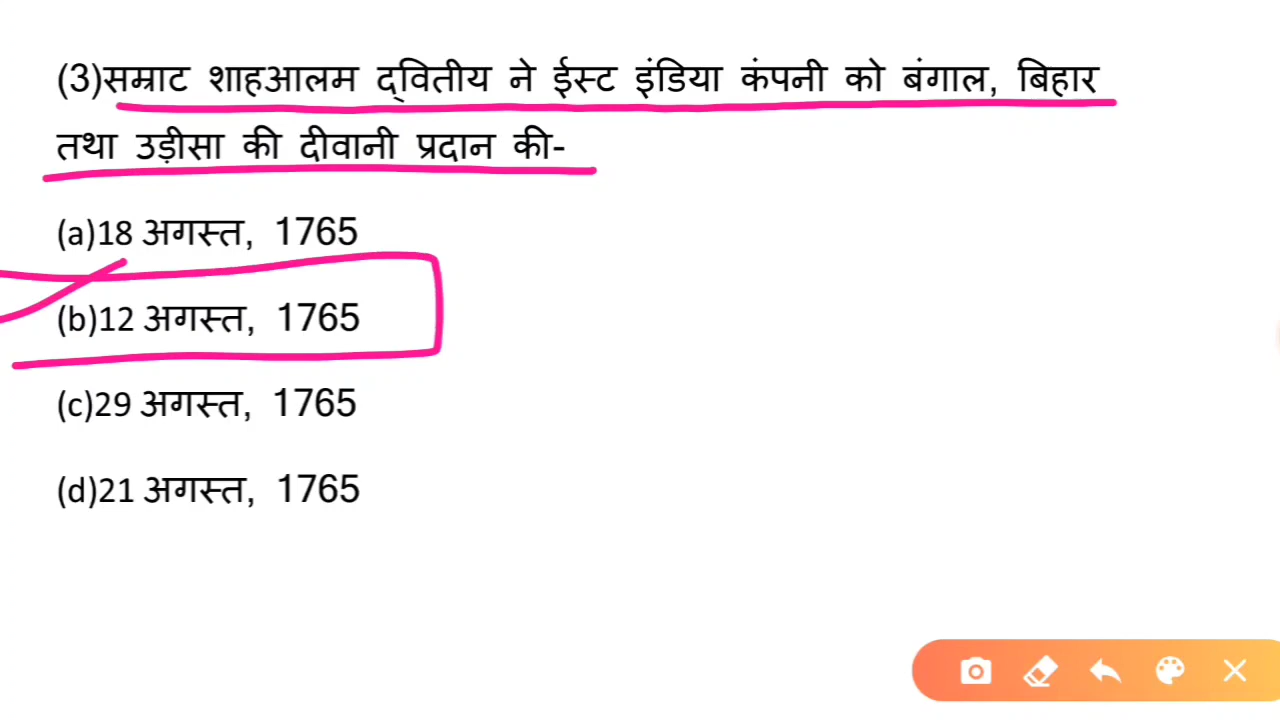 (3)सम्राट शाहआलम द्वितीय ने ईस्ट इंडिया कंपनी को बंगाल, बिहार
तथा उड़ीसा की दीवानी प्रदान की-
(a)18 अगस्त, 1765
(b)12 अगस्त, 1765
(c)29 अगस्त, 1765
(d)21 अगस्त, 1765